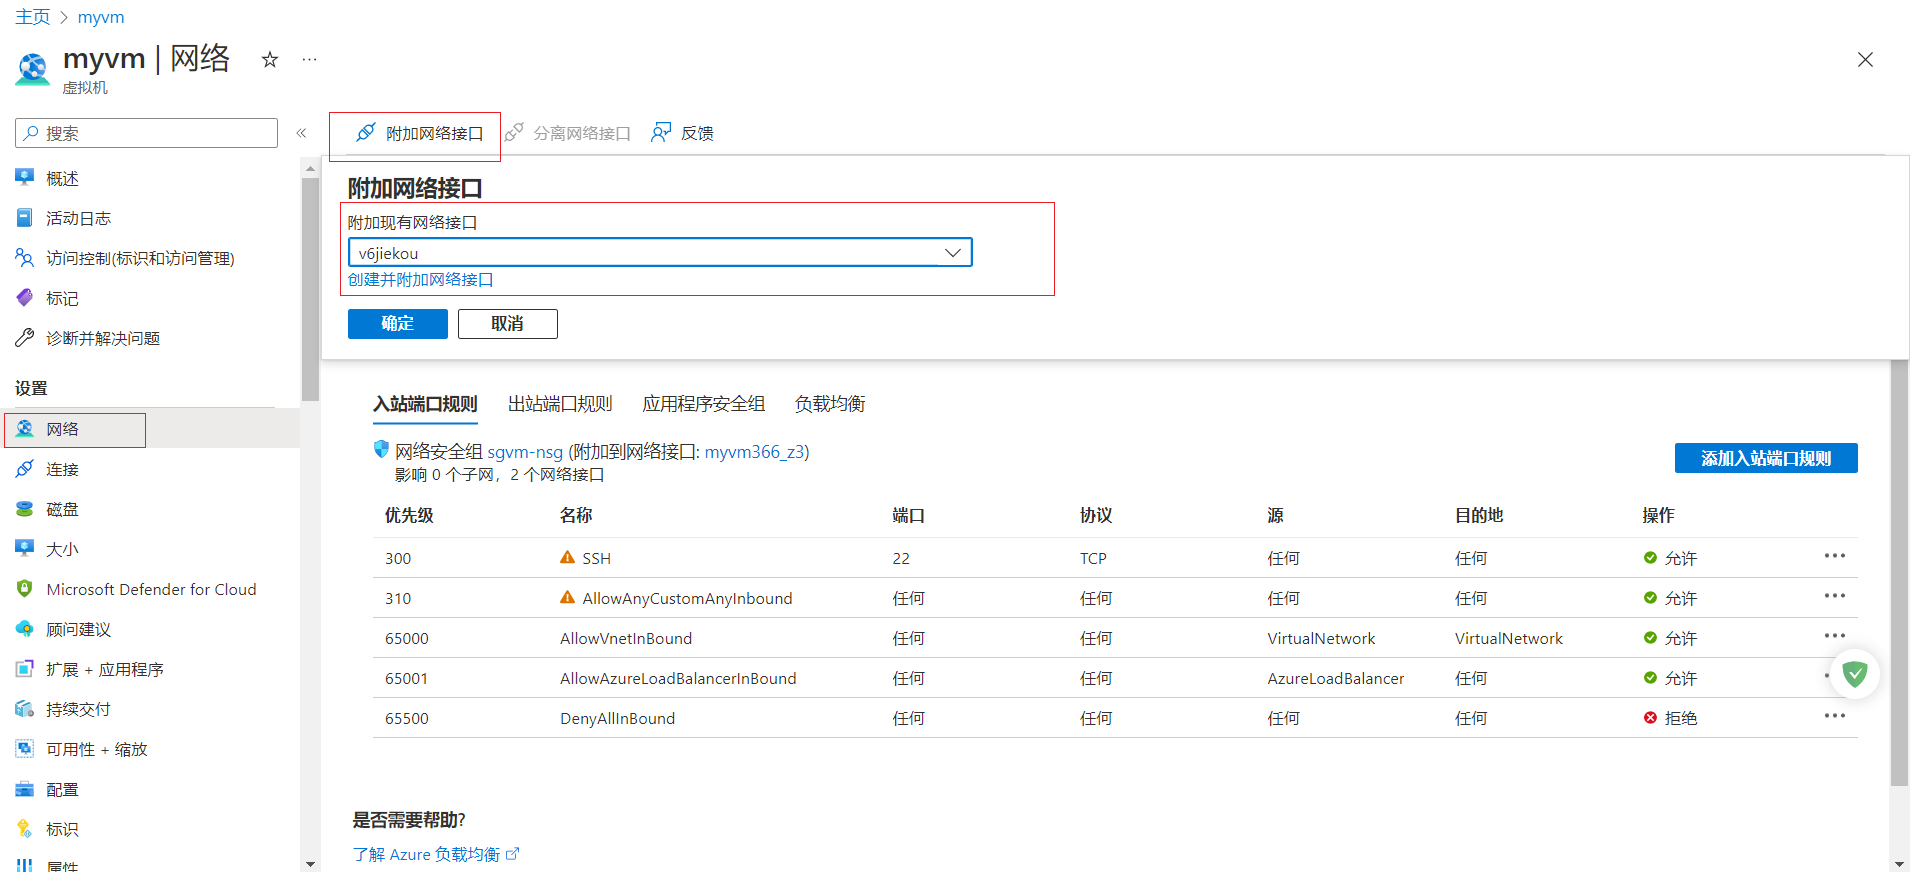 主页 > myvm
myvm | 网络
虚拟机
搜索
概述
活动日志
访问控制(标识和访问管理)
标记
诊断并解决问题
设置
网络
连接
磁盘
大小
Microsoft Defender for Cloud
顾问建议
扩展 + 应用程序
持续交付
可用性 + 缩放
配置
标识
属性
附加网络接口 分离网络接口 反馈
附加网络接口
附加现有网络接口
v6jiekou
创建并附加网络接口
确定 取消
入站端口规则 出站端口规则 应用程序安全组 负载均衡
网络安全组 sgvm-nsg (附加到网络接口: myvm366_z3)
影响 0 个子网，2 个网络接口
添加入站端口规则
优先级 名称 端口 协议 源 目的地 操作
300 SSH 22 TCP 任何 任何 允许
310 AllowAnyCustomAnyInbound 任何 任何 任何 任何 允许
65000 AllowVnetInBound 任何 任何 VirtualNetwork VirtualNetwork 允许
65001 AllowAzureLoadBalancerInBound 任何 任何 AzureLoadBalancer 任何 允许
65500 DenyAllInBound 任何 任何 任何 任何 拒绝
是否需要帮助?
了解 Azure 负载均衡